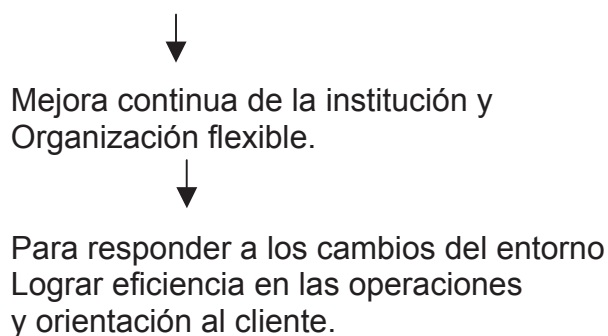 Mejora continua de la institución y
Organización flexible.
Para responder a los cambios del entorno
Lograr eficiencia en las operaciones
y orientación al cliente.